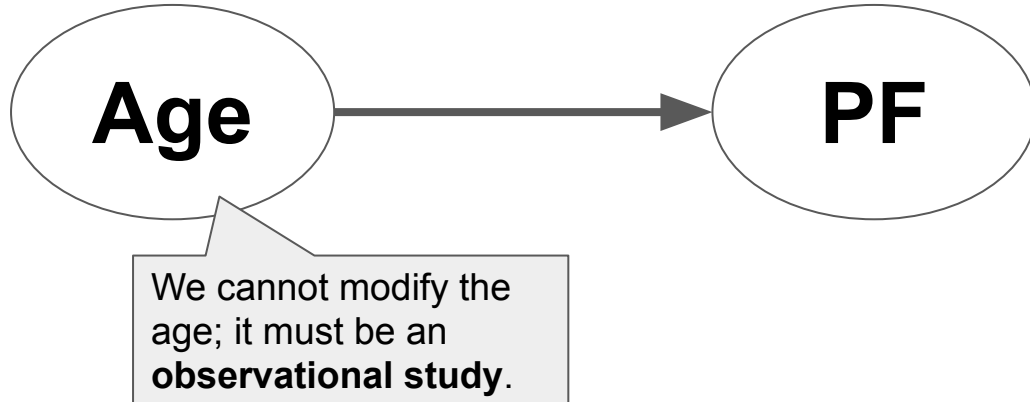 Age
PF
We cannot modify the
age; it must be an
observational study.